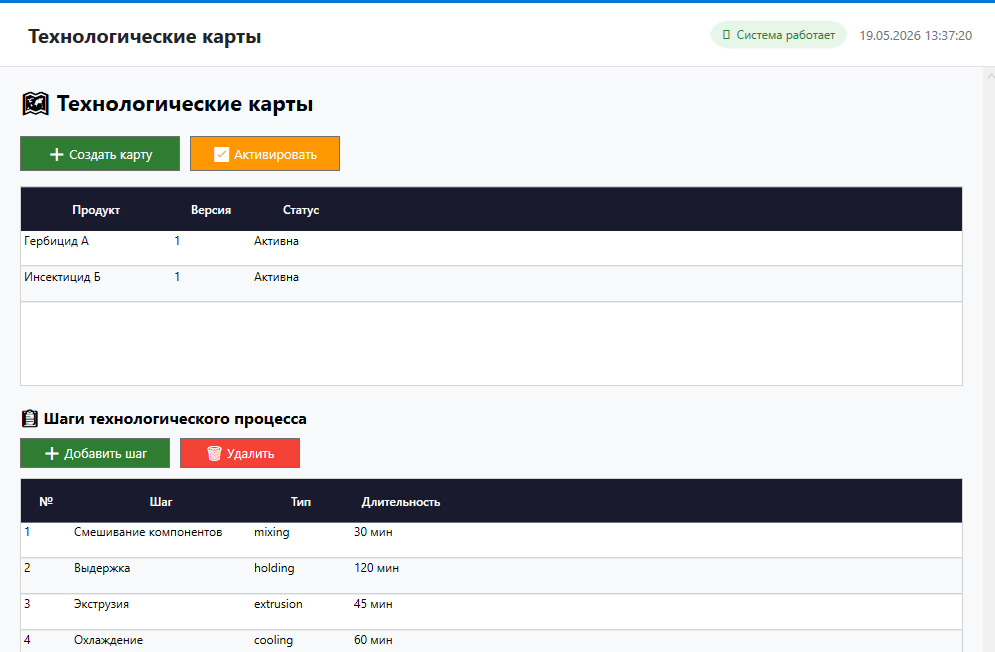 Технологические карты
Система работает 19.05.2026 13:37:20
Технологические карты
Создать карту Активировать
Продукт Версия Статус
Гербицид А 1 Активна
Инсектицид Б 1 Активна
Шаги технологического процесса
Добавить шаг Удалить
№ Шаг Тип Длительность
1 Смешивание компонентов mixing 30 мин
2 Выдержка holding 120 мин
3 Экструзия extrusion 45 мин
4 Охлаждение cooling 60 мин